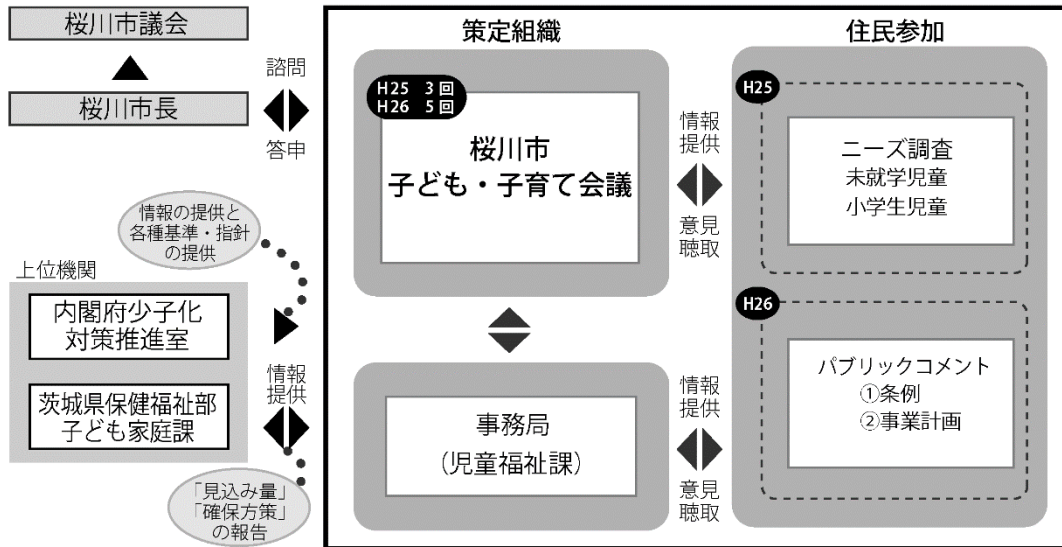 桜川市議会
桜川市長
諮問
答申
情報の提供と
各種基準・指針
の提供
上位機関
内閣府少子化
対策推進室
茨城県保健福祉部
子ども家庭課
情報
提供
「見込み量」
「確保方策」
の報告
策定組織
H25 3回
H26 5回
桜川市
子ども・子育て会議
事務局
(児童福祉課)
情報
提供
意見
聴取
情報
提供
意見
聴取
住民参加
H25
ニーズ調査
未就学児童
小学生児童
H26
パブリックコメント
①条例
②事業計画